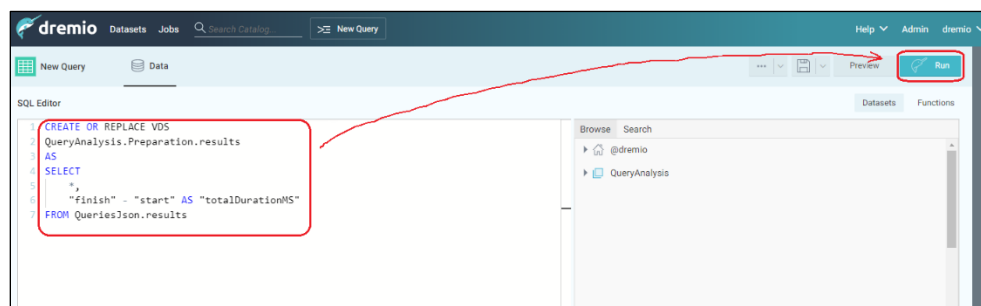 dremio Datasets Jobs Search Catalog... New Query Help Admin dremio
New Query Data ... Preview Run
SQL Editor Datasets Functions
1 CREATE OR REPLACE VDS
2 QueryAnalysis.Preparation.results
3 AS
4 SELECT
5 *,
6 "finish" - "start" AS "totalDurationMS"
7 FROM QueriesJson.results
Browse Search
@dremio
QueryAnalysis